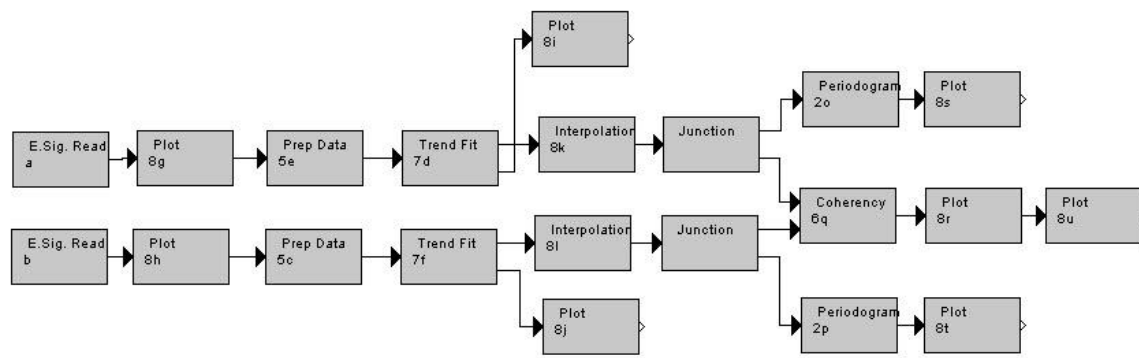 Plot
8i
Periodogram
2o
Plot
8s
E.Sig. Read
a
Plot
8g
Prep Data
5e
Trend Fit
7d
Interpolation
8k
Junction
Coherency
6q
Plot
8r
Plot
8u
E.Sig. Read
b
Plot
8h
Prep Data
5c
Trend Fit
7f
Interpolation
8l
Junction
Plot
8j
Periodogram
2p
Plot
8t